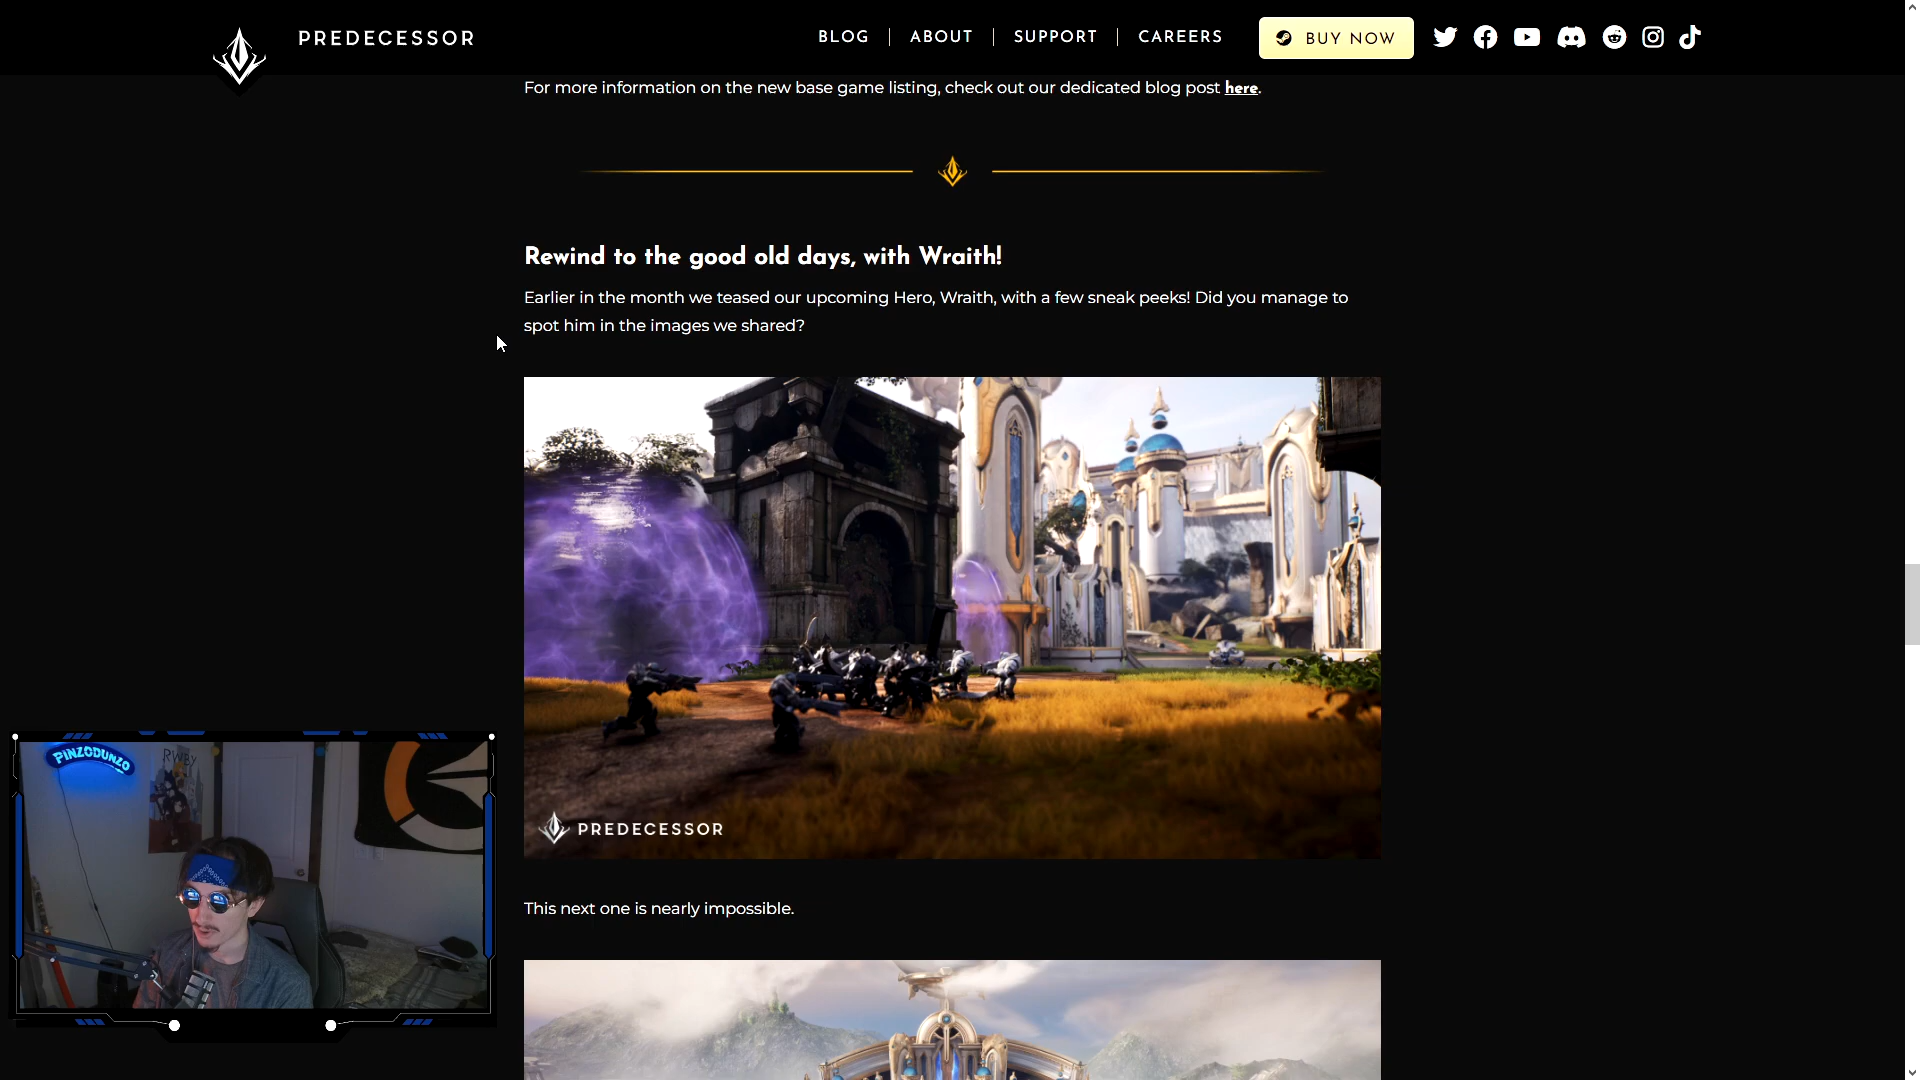 PREDECESSOR
BLOG
ABOUT
SUPPORT
CAREERS
BUY NOW
For more information on the new base game listing, check out our dedicated blog post here.
Rewind to the good old days, with Wraith!
Earlier in the month we teased our upcoming Hero, Wraith, with a few sneak peeks! Did you manage to
spot him in the images we shared?
PREDECESSOR
This next one is nearly impossible.
PINZODUNZO
RWBY